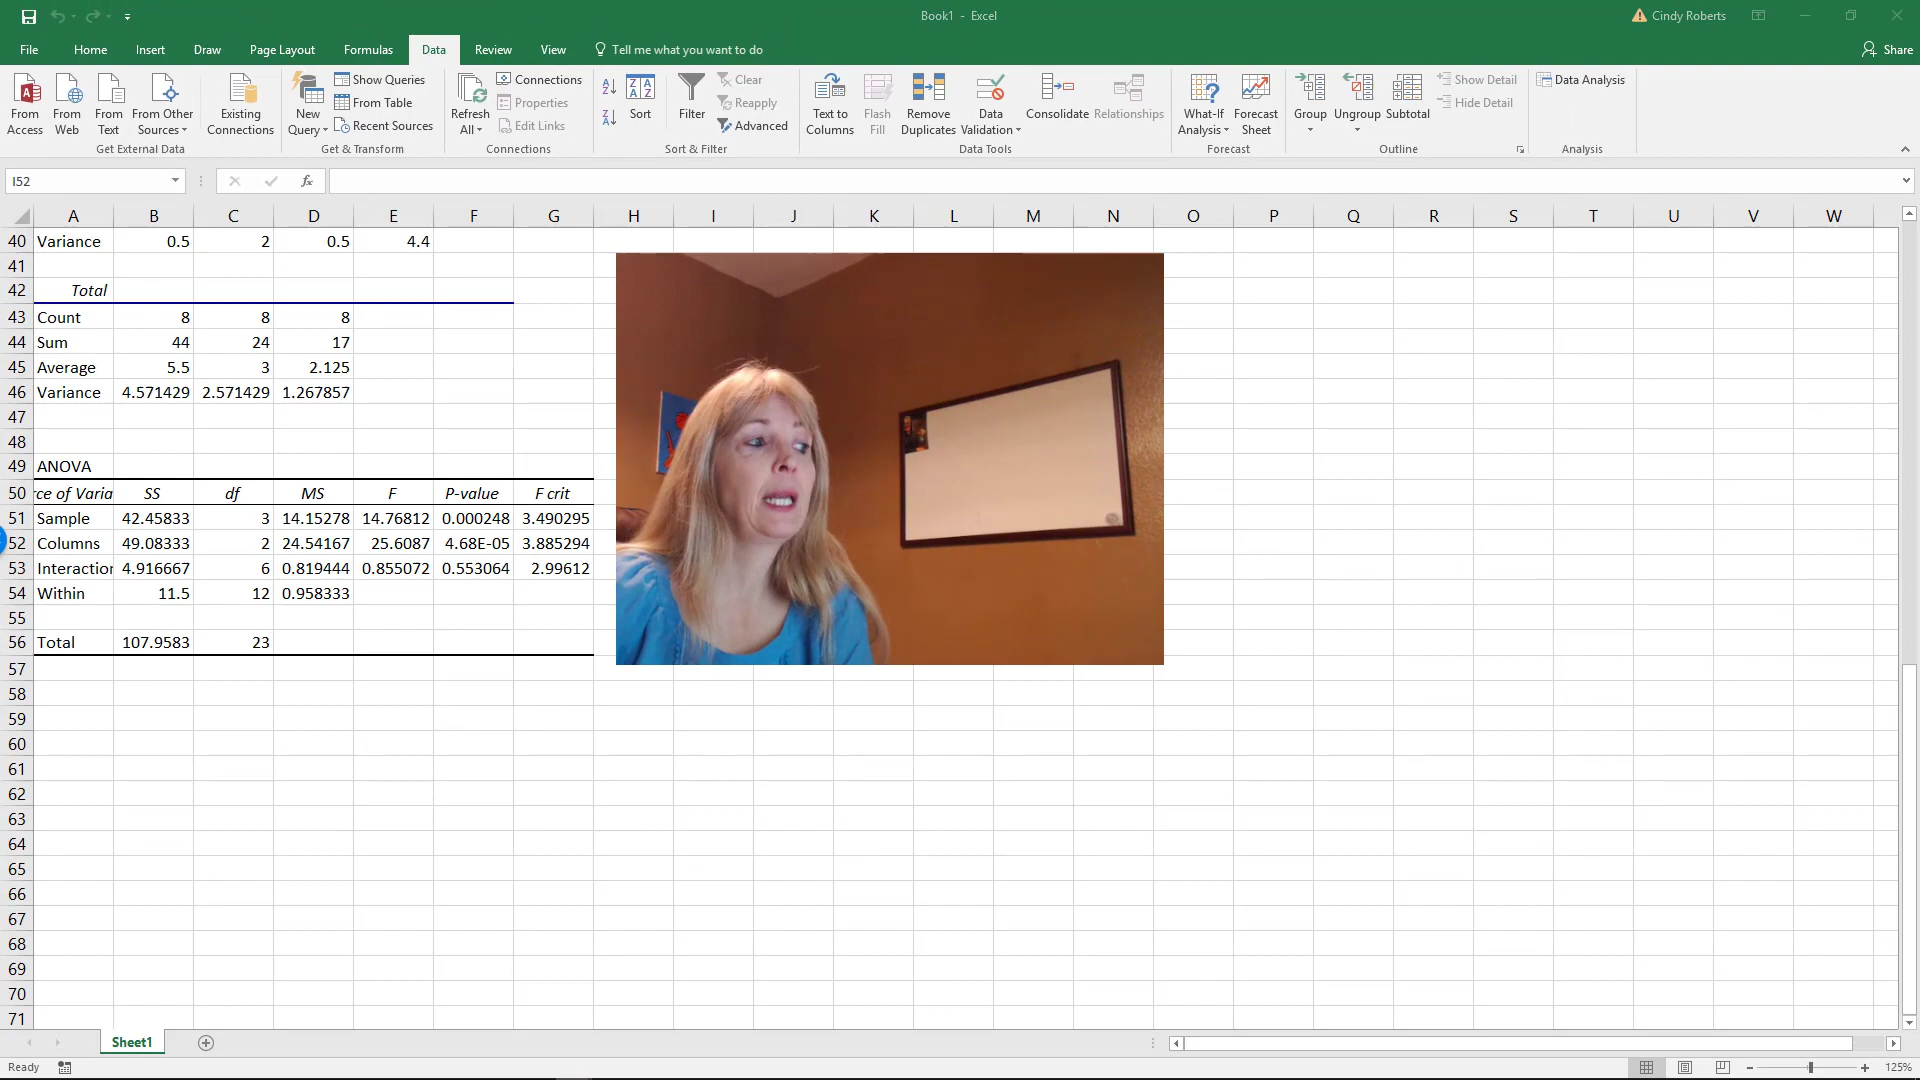 Book1 - Excel
Cindy Roberts
File Home Insert Draw Page Layout Formulas Data Review View Tell me what you want to do Share
From Access
From Web
From Text
From Other Sources
Existing Connections
Get External Data
New Query
Show Queries
From Table
Recent Sources
Get & Transform
Refresh All
Connections
Properties
Edit Links
Connections
Sort
Filter
Clear
Reapply
Advanced
Sort & Filter
Text to Columns
Flash Fill
Remove Duplicates
Data Validation
Consolidate
Relationships
Data Tools
What-If Analysis
Forecast Sheet
Forecast
Group
Ungroup
Subtotal
Show Detail
Hide Detail
Outline
Data Analysis
Analysis
I52
fx
A B C D E F G H I J K L M N O P Q R S T U V W
40 Variance 0.5 2 0.5 4.4
41
42 Total
43 Count 8 8 8
44 Sum 44 24 17
45 Average 5.5 3 2.125
46 Variance 4.571429 2.571429 1.267857
47
48
49 ANOVA
50 rce of Varia SS df MS F P-value F crit
51 Sample 42.45833 3 14.15278 14.76812 0.000248 3.490295
52 Columns 49.08333 2 24.54167 25.6087 4.68E-05 3.885294
53 Interaction 4.916667 6 0.819444 0.855072 0.553064 2.99612
54 Within 11.5 12 0.958333
55
56 Total 107.9583 23
57
58
59
60
61
62
63
64
65
66
67
68
69
70
71
Sheet1
Ready
125%